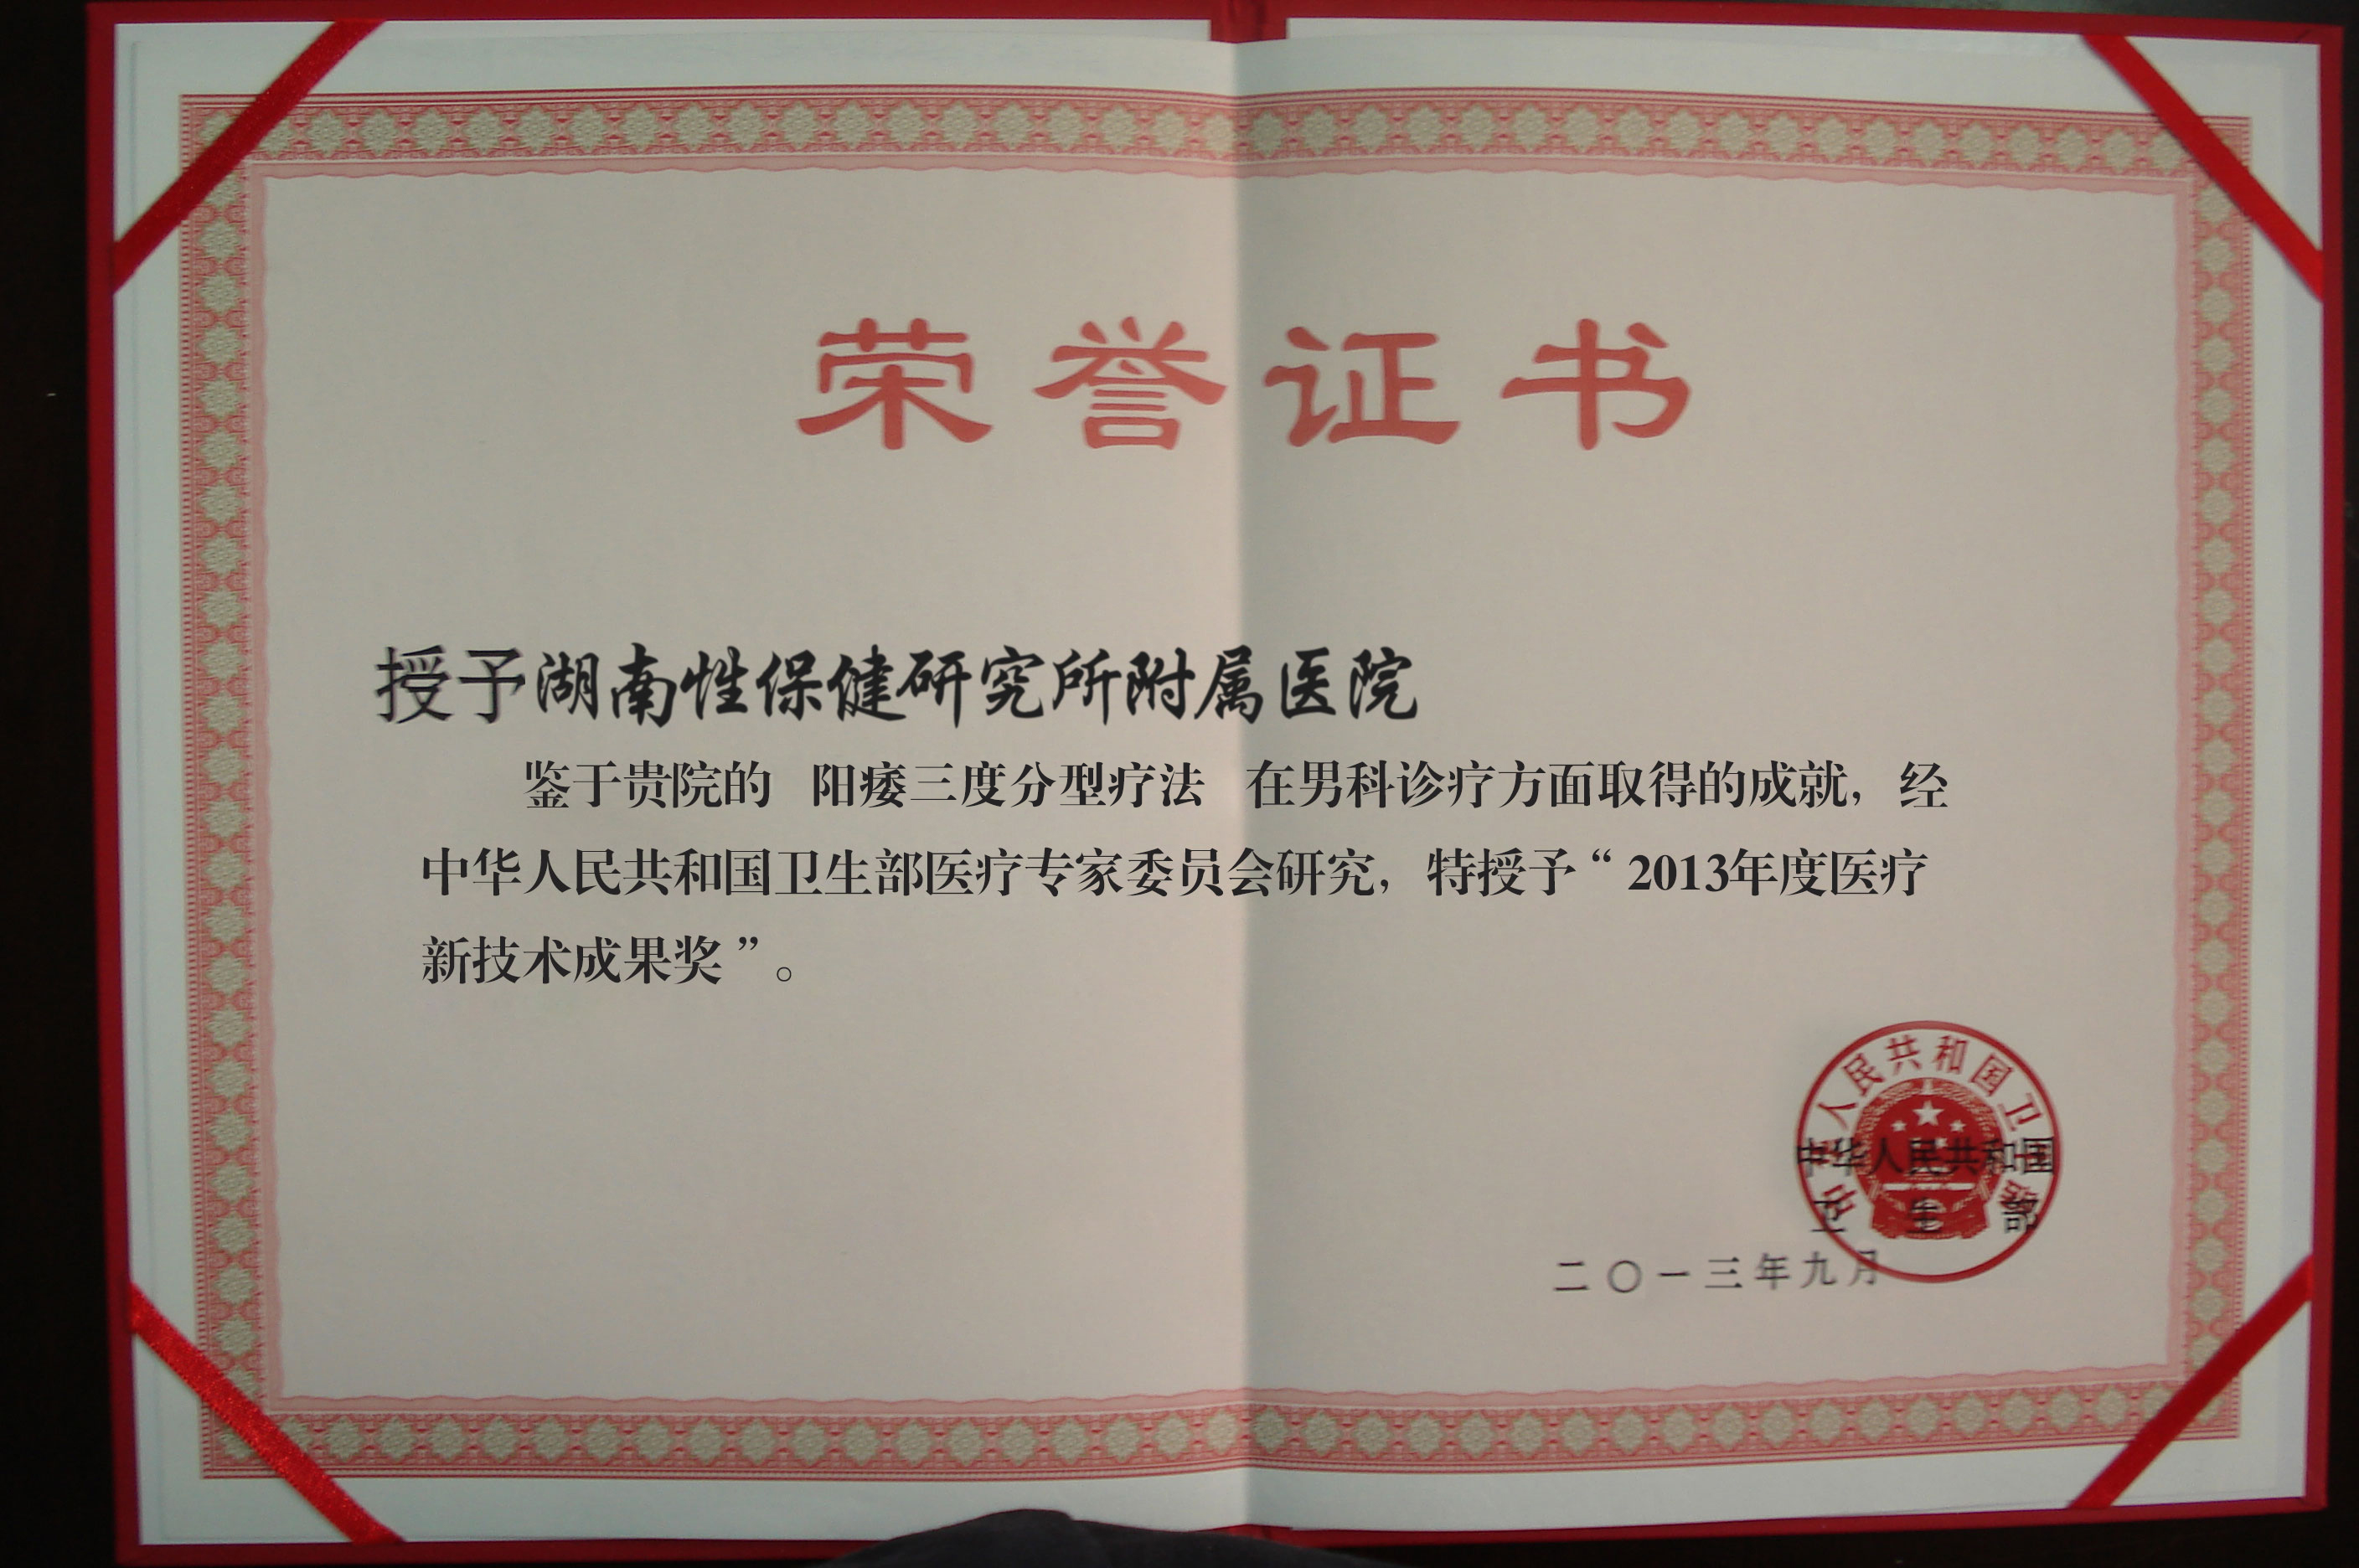 荣誉证书
授予湖南性保健研究所附属医院
鉴于贵院的 阳痿三度分型疗法 在男科诊疗方面取得的成就，经
中华人民共和国卫生部医疗专家委员会研究，特授予“2013年度医疗
新技术成果奖”。
中华人民共和国卫生部
中华人民共和国
卫生部
二〇一三年九月